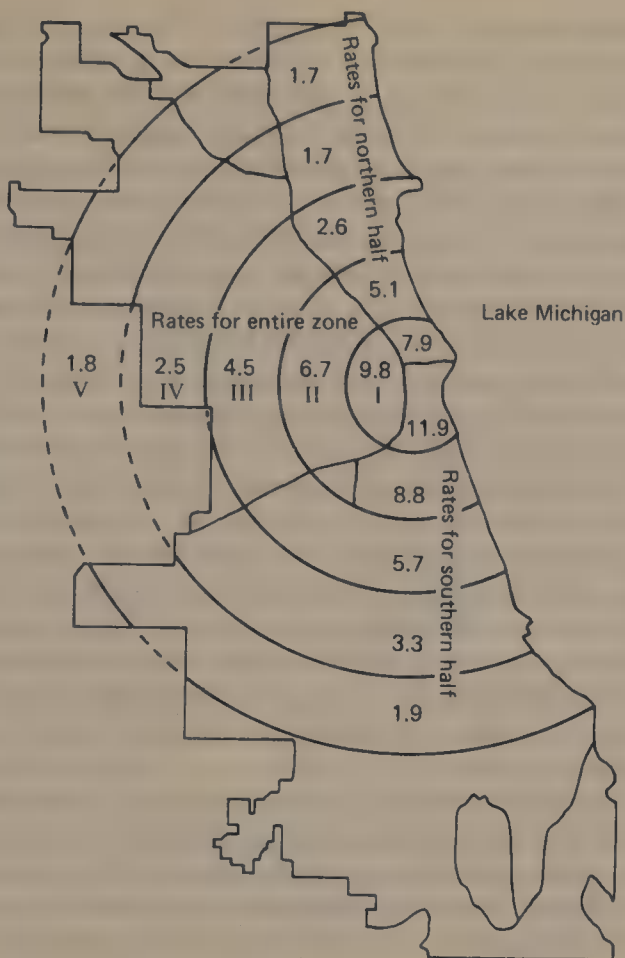 1.7
Rates for northern half
1.7
2.6
5.1
Lake Michigan
Rates for entire zone
7.9
1.8 2.5 4.5 6.7 9.8
V IV III II I
11.9
8.8
Rates for southern half
5.7
3.3
1.9